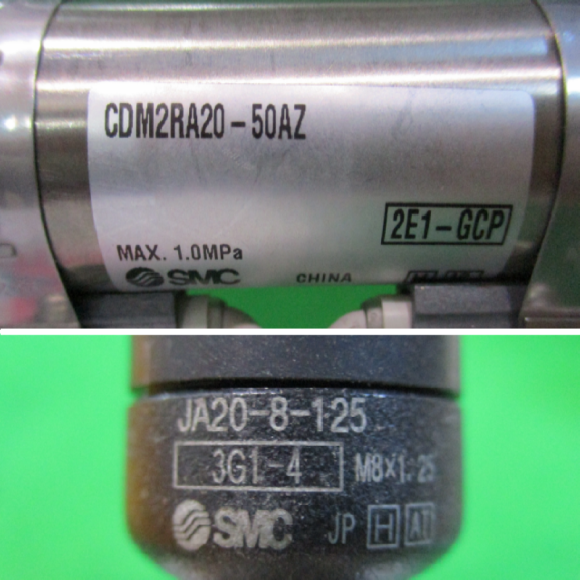 CDM2RA20-50AZ
2E1-GCP
MAX. 1.0MPa
SMC CHINA
JA20-8-125
3G1-4 M8×1.25
SMC JP H AT